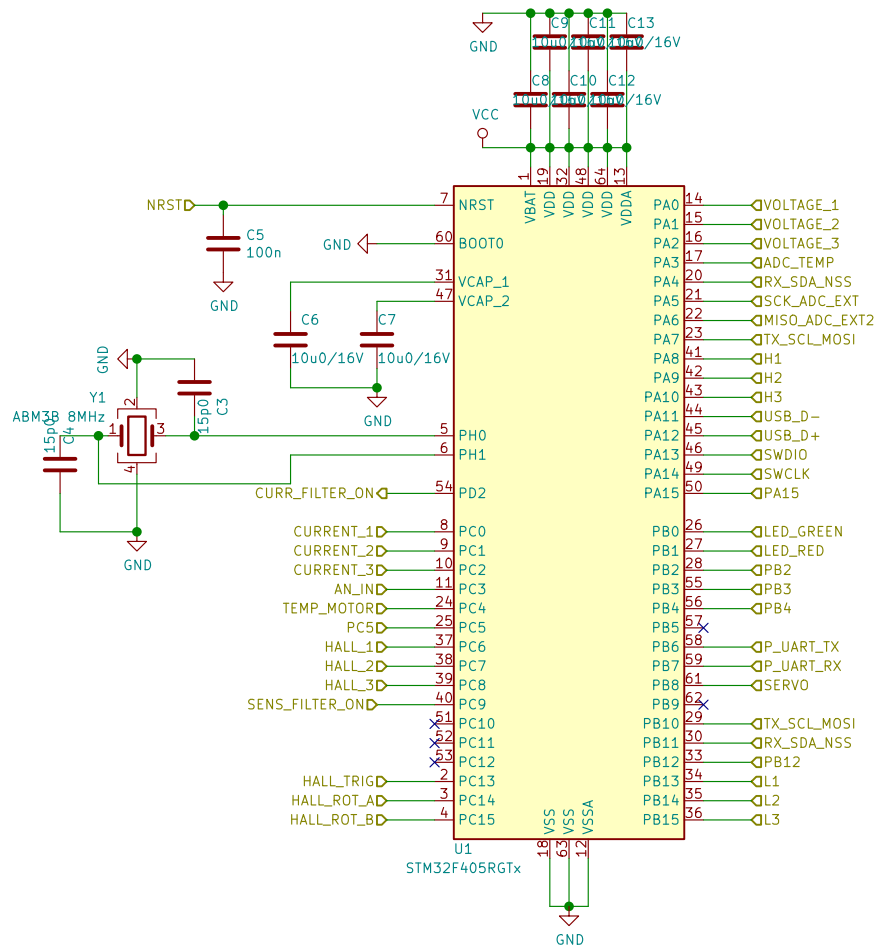 C9
C11
C13
GND
10u0/16V
10u0/16V
10u0/16V
C8
C10
C12
10u0/16V
10u0/16V
10u0/16V
VCC
1
19
32
48
64
13
VBAT
VDD
VDD
VDD
VDD
VDDA
NRST
7
NRST
PA0
14
VOLTAGE_1
C5
100n
GND
PA1
15
VOLTAGE_2
GND
60
BOOT0
PA2
16
VOLTAGE_3
PA3
17
ADC_TEMP
31
VCAP_1
PA4
20
RX_SDA_NSS
47
VCAP_2
PA5
21
SCK_ADC_EXT
C6
C7
PA6
22
MISO_ADC_EXT2
PA7
23
TX_SCL_MOSI
10u0/16V
10u0/16V
GND
PA8
41
H1
PA9
42
H2
PA10
43
H3
GND
Y1
ABM3B 8MHz
2
1
3
4
C3
15p0
C4
15p0
GND
PA11
44
USB_D-
5
PH0
PA12
45
USB_D+
6
PH1
PA13
46
SWDIO
PA14
49
SWCLK
CURR_FILTER_ON
54
PD2
PA15
50
PA15
CURRENT_1
8
PC0
PB0
26
LED_GREEN
CURRENT_2
9
PC1
PB1
27
LED_RED
CURRENT_3
10
PC2
PB2
28
PB2
AN_IN
11
PC3
PB3
55
PB3
TEMP_MOTOR
24
PC4
PB4
56
PB4
PC5
25
PC5
PB5
57
HALL_1
37
PC6
PB6
58
P_UART_TX
HALL_2
38
PC7
PB7
59
P_UART_RX
HALL_3
39
PC8
PB8
61
SERVO
SENS_FILTER_ON
40
PC9
PB9
62
51
PC10
PB10
29
TX_SCL_MOSI
52
PC11
PB11
30
RX_SDA_NSS
53
PC12
PB12
33
PB12
HALL_TRIG
2
PC13
PB13
34
L1
HALL_ROT_A
3
PC14
PB14
35
L2
HALL_ROT_B
4
PC15
PB15
36
L3
VSS
VSS
VSSA
18
63
12
U1
STM32F405RGTx
GND